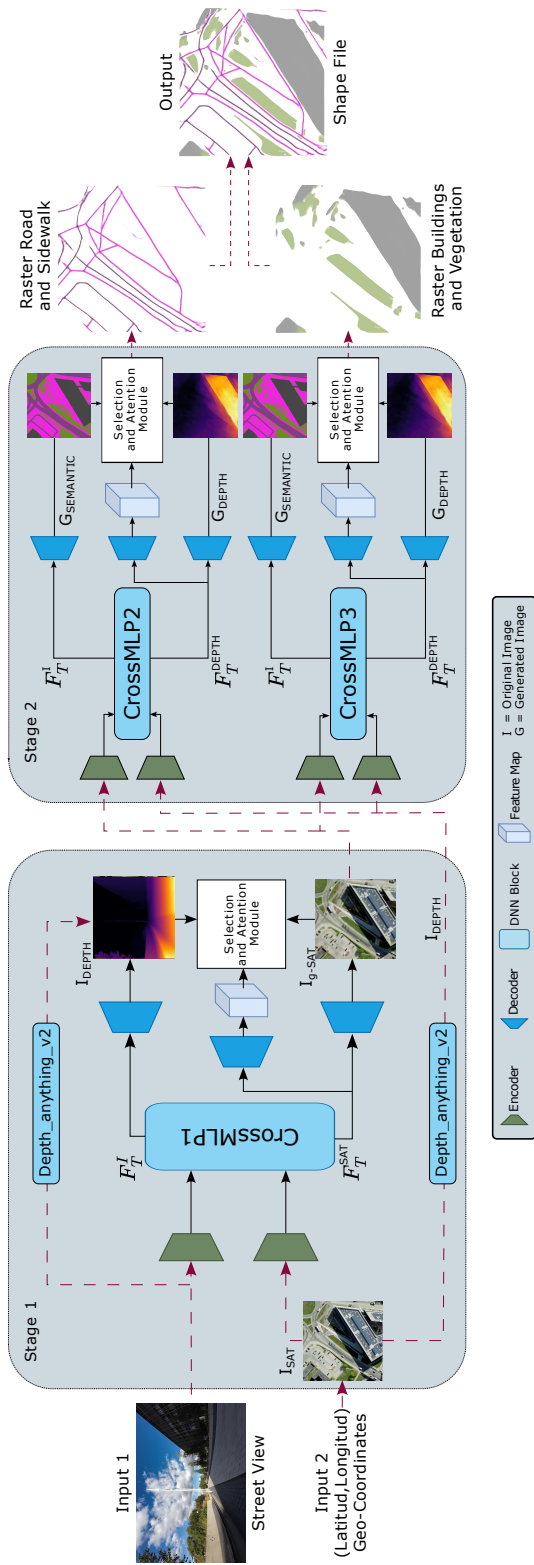 Input 1
Street View
Input 2
(Latitud,Longitud)
Geo-Coordinates
Stage 1
Depth_anything_v2
I_SAT
F_T^I
CrossMLP1
F_T^SAT
I_DEPTH
Selection
and Atention
Module
I_g-SAT
Depth_anything_v2
I_DEPTH
Stage 2
F_T^I
CrossMLP2
F_T^DEPTH
G_SEMANTIC
Selection
and Atention
Module
G_DEPTH
F_T^I
CrossMLP3
F_T^DEPTH
G_SEMANTIC
Selection
and Atention
Module
G_DEPTH
Raster Road
and Sidewalk
Raster Buildings
and Vegetation
Output
Shape File
Encoder
Decoder
DNN Block
Feature Map
I = Original Image
G = Generated Image